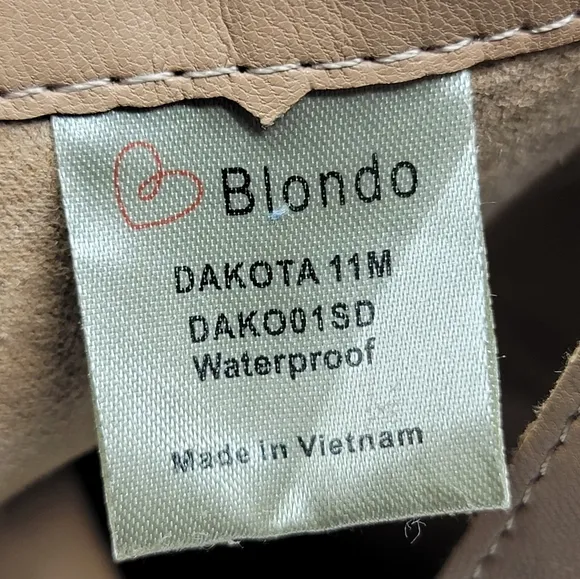 Blondo
DAKOTA 11M
DAKO01SD
Waterproof
Made in Vietnam